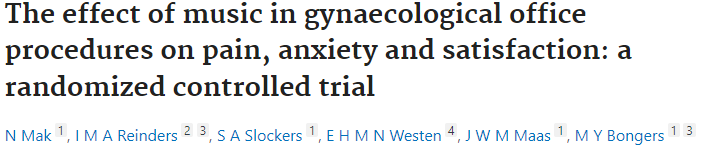 The effect of music in gynaecological office
procedures on pain, anxiety and satisfaction: a
randomized controlled trial
N Mak 1, I M A Reinders 2 3, S A Slockers 1, E H M N Westen 4, J W M Maas 1, M Y Bongers 1 3